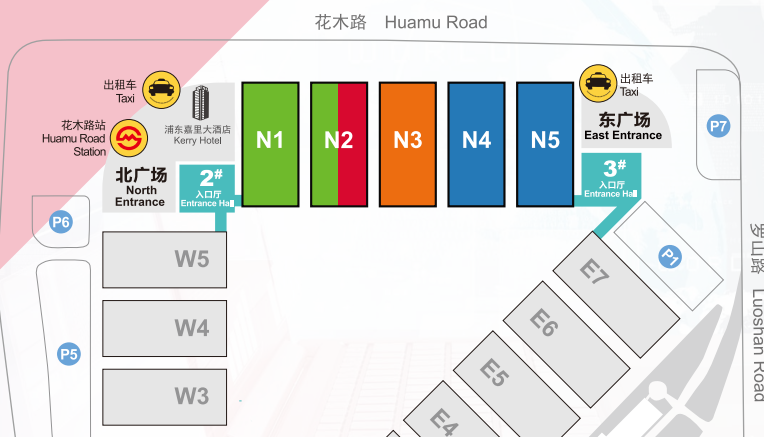 花木路 Huamu Road
出租车
Taxi
出租车
Taxi
花木路站
Huamu Road
Station
浦东嘉里大酒店
Kerry Hotel
N1
N2
N3
N4
N5
东广场
East Entrance
P7
北广场
North
Entrance
2#
入口厅
Entrance Hall
3#
入口厅
Entrance Hall
P6
W5
P1
E7
罗山路 Luoshan Road
W4
E6
P5
E5
W3
E4